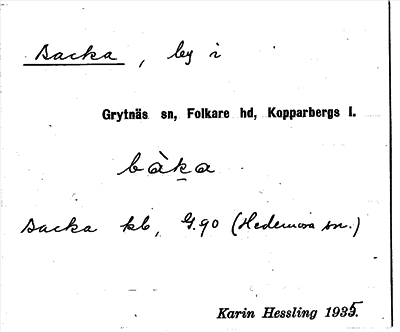 Backa, by i
Grytnäs sn, Folkare hd, Kopparbergs l.
bàka
Backa kb, G.90 (Hedemora sn.)
Karin Hessling 1935.